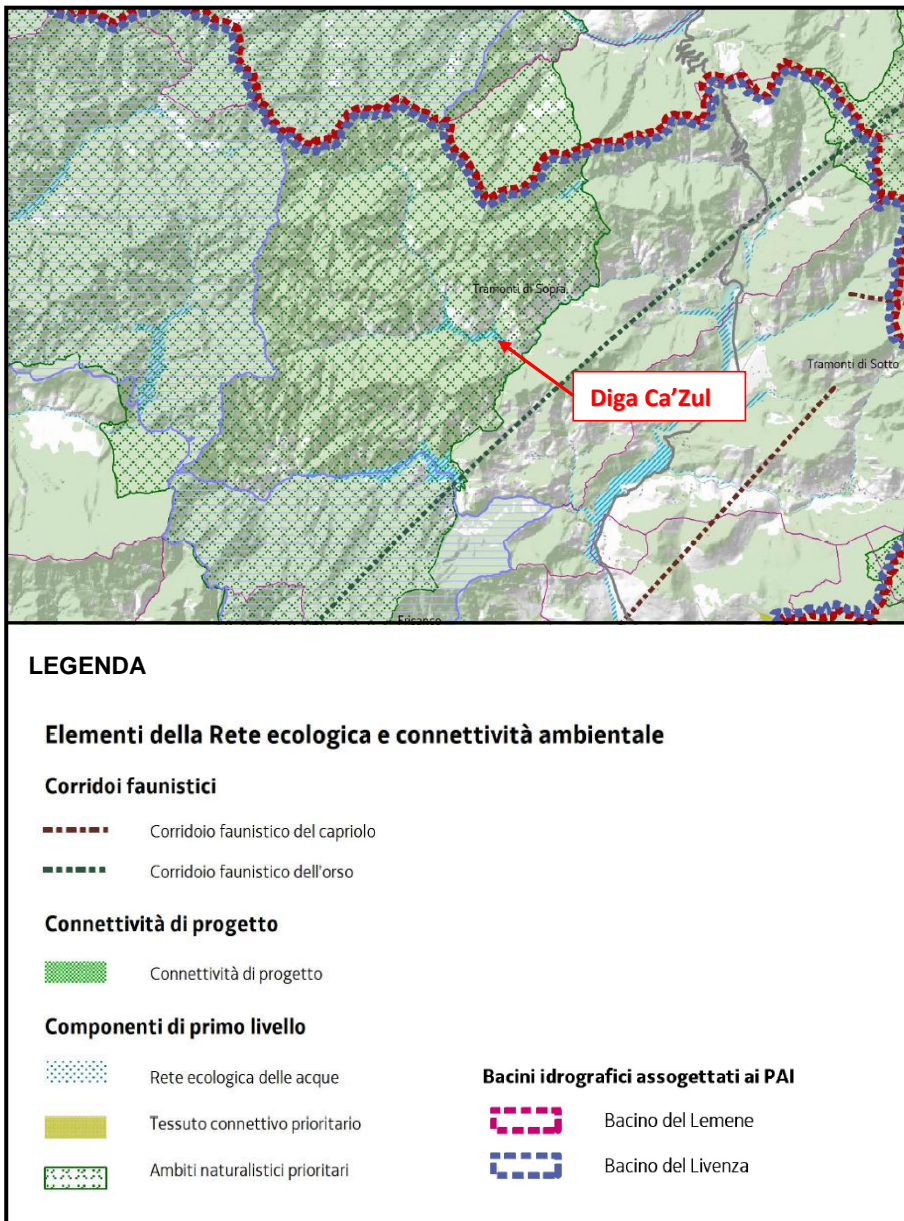 Tramonti di Sopra
Diga Ca'Zul
Tramonti di Sotto
Frisanco
LEGENDA
Elementi della Rete ecologica e connettività ambientale
Corridoi faunistici
Corridoio faunistico del capriolo
Corridoio faunistico dell'orso
Connettività di progetto
Connettività di progetto
Componenti di primo livello
Rete ecologica delle acque
Tessuto connettivo prioritario
Ambiti naturalistici prioritari
Bacini idrografici assogettati ai PAI
Bacino del Lemene
Bacino del Livenza